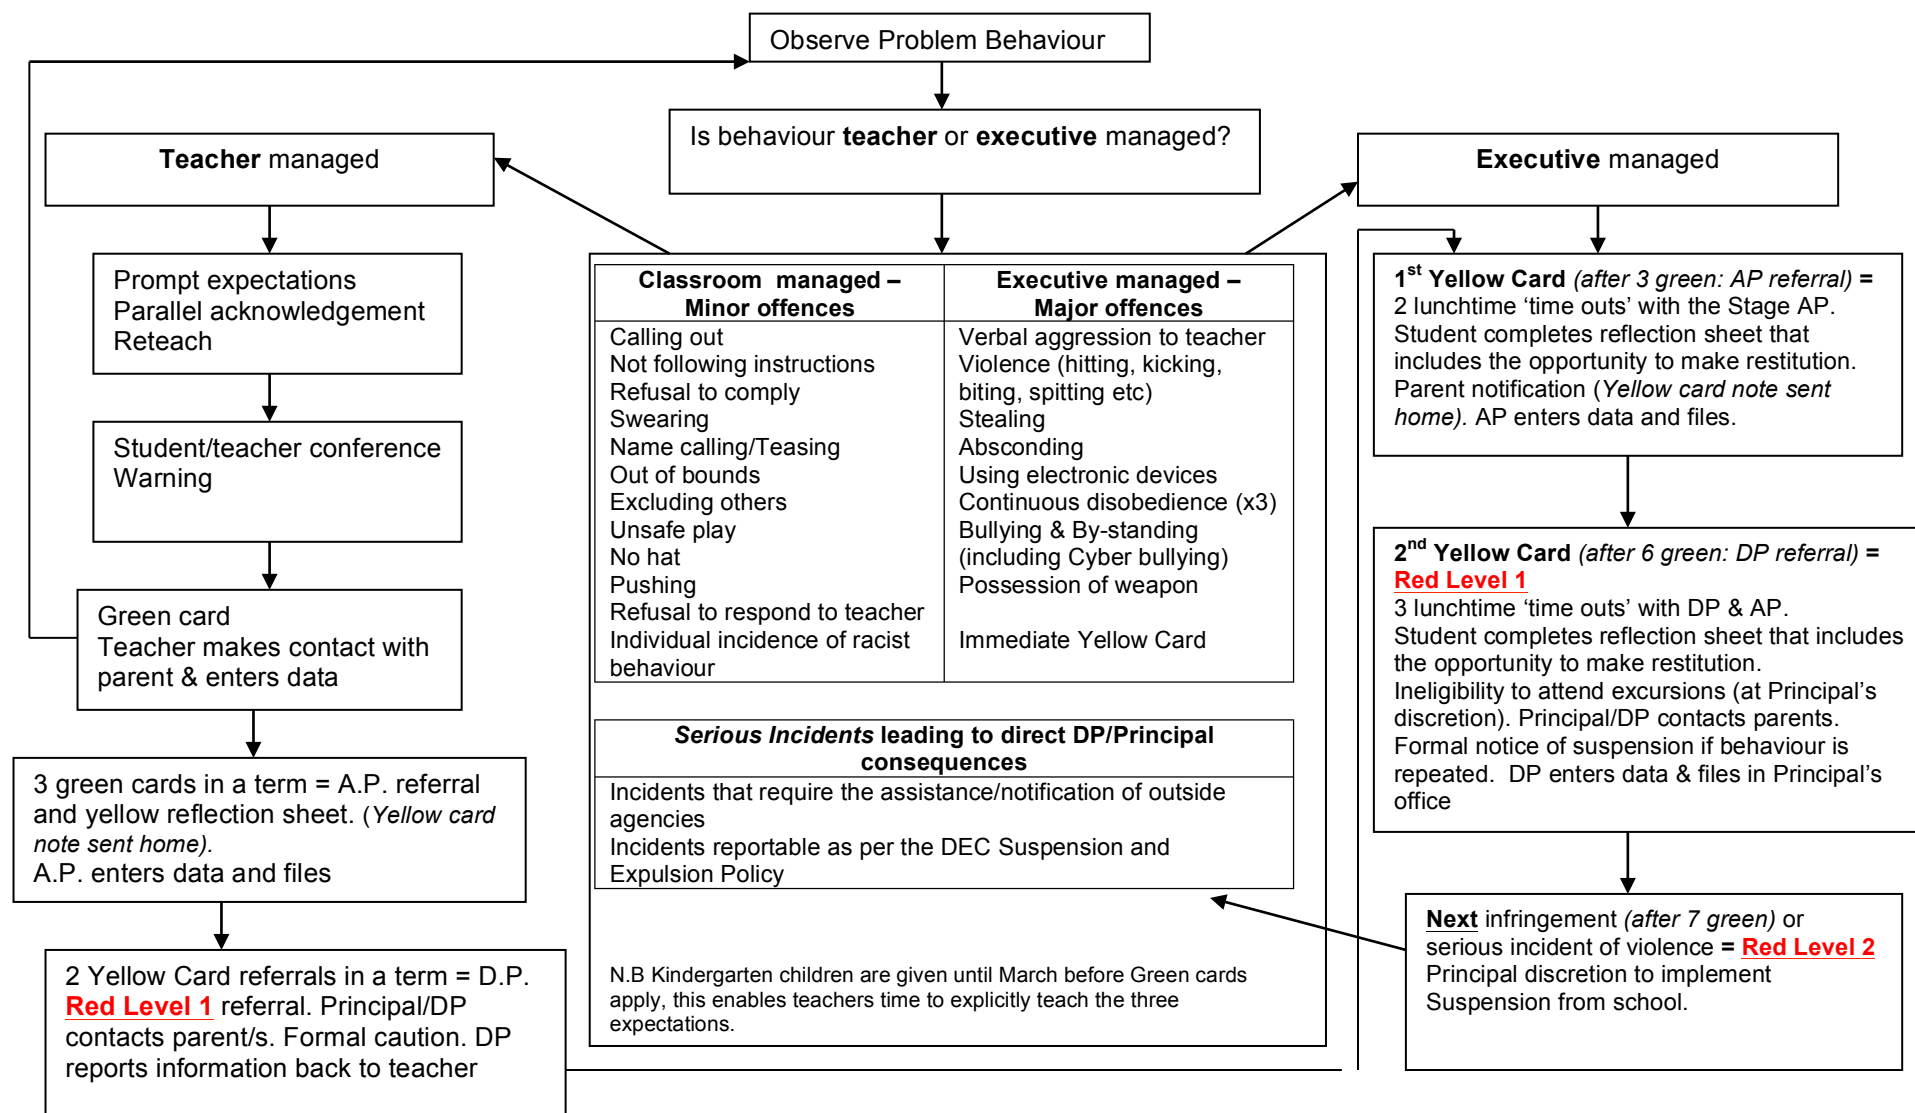 Observe Problem Behaviour
Is behaviour teacher or executive managed?
Teacher managed
Prompt expectations
Parallel acknowledgement
Reteach
Student/teacher conference
Warning
Green card
Teacher makes contact with
parent & enters data
3 green cards in a term = A.P. referral
and yellow reflection sheet. (Yellow card
note sent home).
A.P. enters data and files
2 Yellow Card referrals in a term = D.P.
Red Level 1 referral. Principal/DP
contacts parent/s. Formal caution. DP
reports information back to teacher
Classroom  managed –
Minor offences
Calling out
Not following instructions
Refusal to comply
Swearing
Name calling/Teasing
Out of bounds
Excluding others
Unsafe play
No hat
Pushing
Refusal to respond to teacher
Individual incidence of racist
behaviour
Executive managed –
Major offences
Verbal aggression to teacher
Violence (hitting, kicking,
biting, spitting etc)
Stealing
Absconding
Using electronic devices
Continuous disobedience (x3)
Bullying & By-standing
(including Cyber bullying)
Possession of weapon
Immediate Yellow Card
Serious Incidents leading to direct DP/Principal
consequences
Incidents that require the assistance/notification of outside
agencies
Incidents reportable as per the DEC Suspension and
Expulsion Policy
N.B Kindergarten children are given until March before Green cards
apply, this enables teachers time to explicitly teach the three
expectations.
Executive managed
1st Yellow Card (after 3 green: AP referral) =
2 lunchtime ‘time outs’ with the Stage AP.
Student completes reflection sheet that
includes the opportunity to make restitution.
Parent notification (Yellow card note sent
home). AP enters data and files.
2nd Yellow Card (after 6 green: DP referral) =
Red Level 1
3 lunchtime ‘time outs’ with DP & AP.
Student completes reflection sheet that includes
the opportunity to make restitution.
Ineligibility to attend excursions (at Principal’s
discretion). Principal/DP contacts parents.
Formal notice of suspension if behaviour is
repeated.  DP enters data & files in Principal’s
office
Next infringement (after 7 green) or
serious incident of violence = Red Level 2
Principal discretion to implement
Suspension from school.